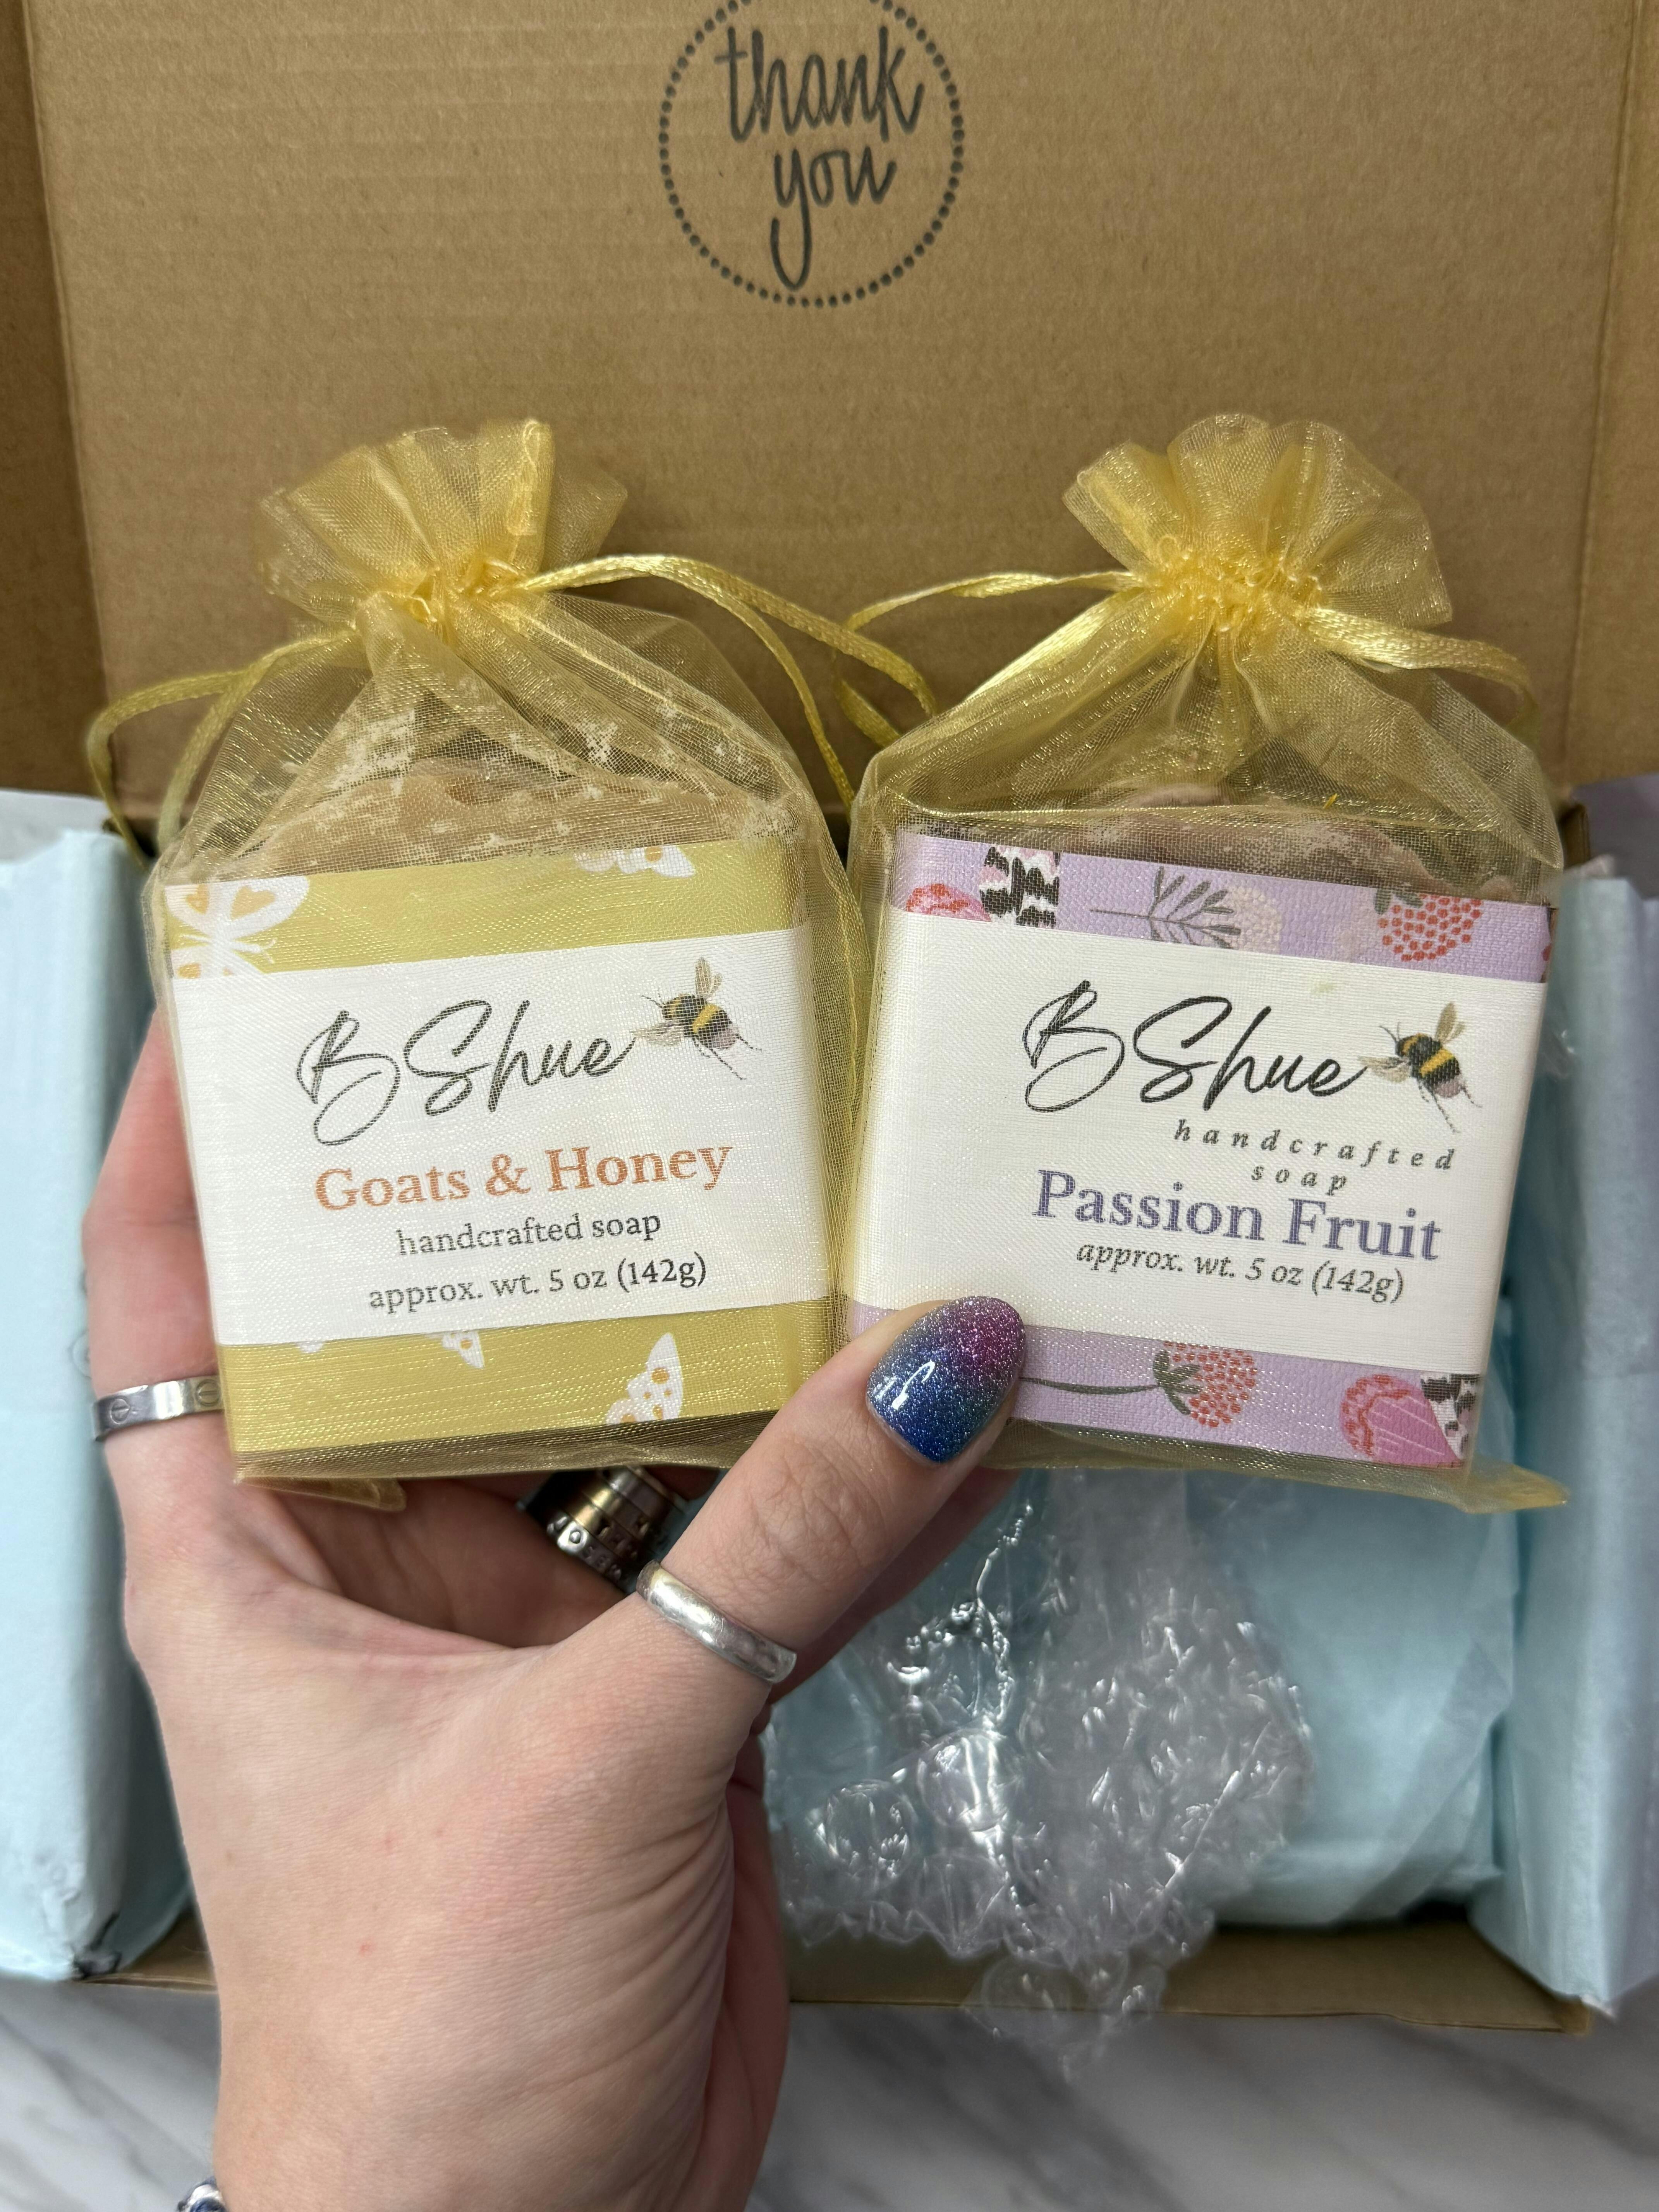 thank
you
BShue
Goats & Honey
handcrafted soap
approx. wt. 5 oz (142g)
BShue
handcrafted
soap
Passion Fruit
approx. wt. 5 oz (142g)